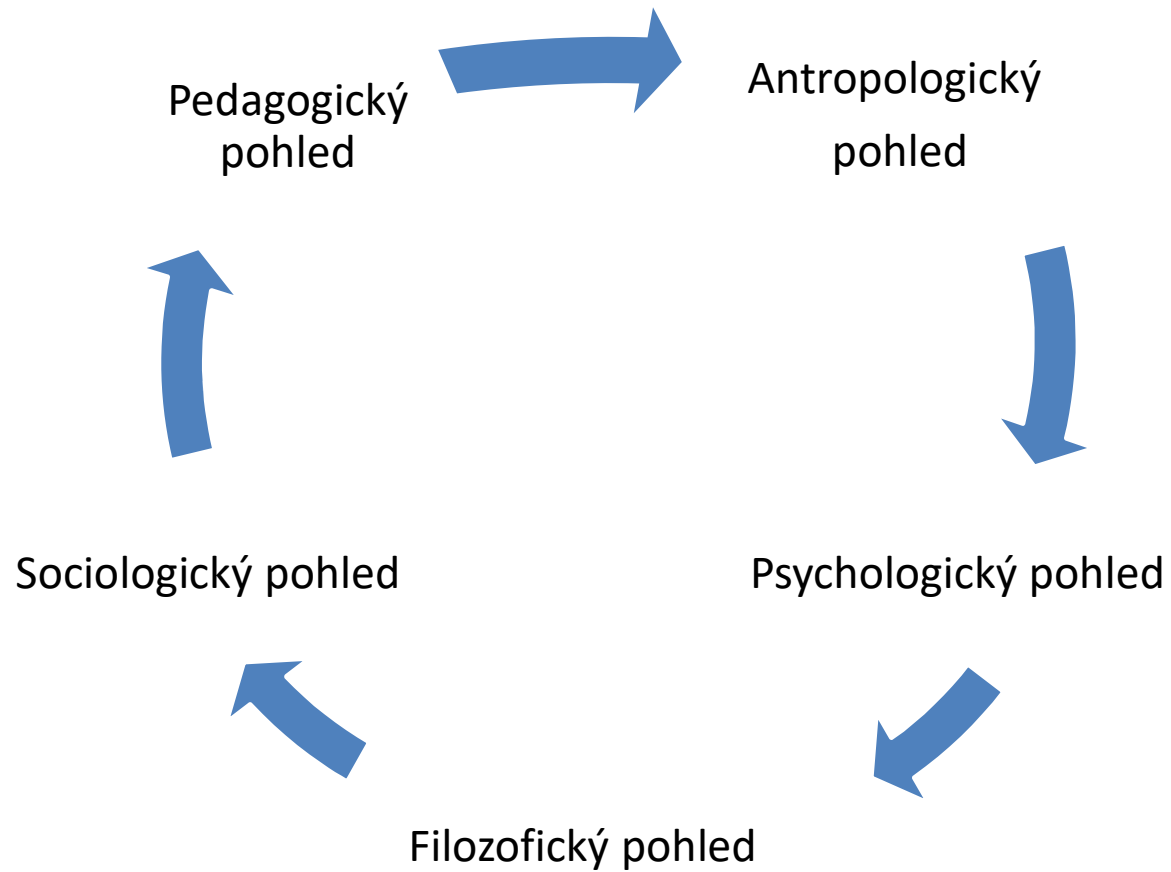 Pedagogický
pohled
Antropologický
pohled
Sociologický pohled
Psychologický pohled
Filozofický pohled